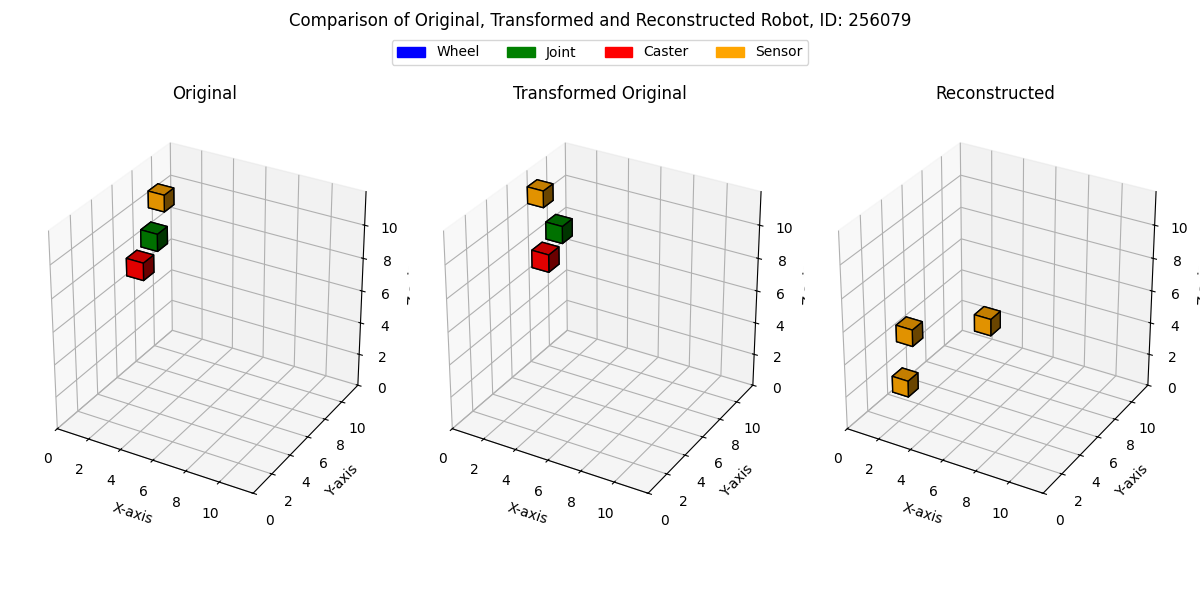 Comparison of Original, Transformed and Reconstructed Robot, ID: 256079
Wheel Joint Caster Sensor
Original
Transformed Original
Reconstructed
0 2 4 6 8 10
X-axis
0 2 4 6 8 10
Y-axis
0 2 4 6 8 10
0 2 4 6 8 10
X-axis
0 2 4 6 8 10
Y-axis
0 2 4 6 8 10
0 2 4 6 8 10
X-axis
0 2 4 6 8 10
Y-axis
0 2 4 6 8 10